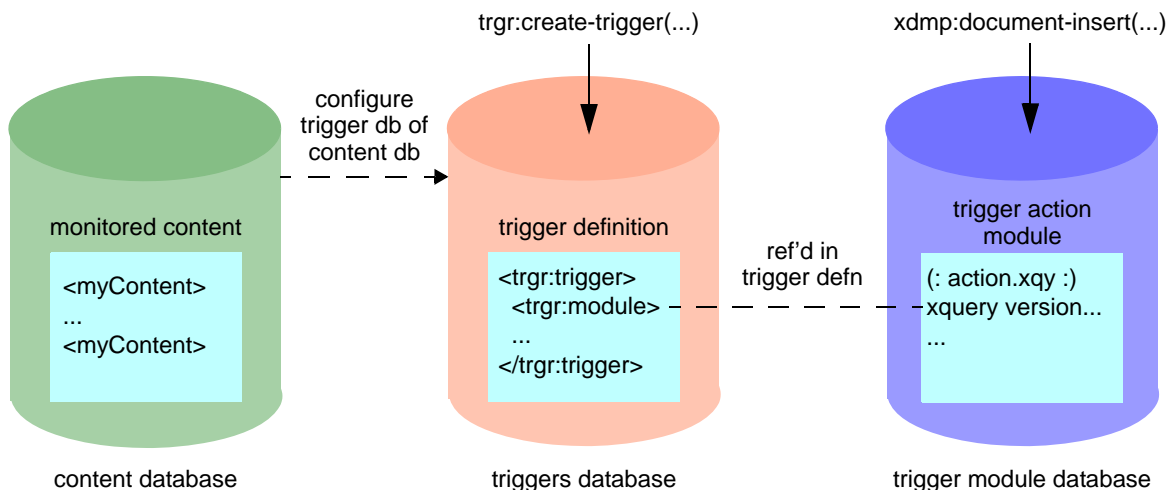 trgr:create-trigger(...)
xdmp:document-insert(...)
configure
trigger db of
content db
monitored content
<myContent>
...
<myContent>
trigger definition
<trgr:trigger>
<trgr:module>
...
</trgr:trigger>
ref'd in
trigger defn
trigger action
module
(: action.xqy :)
xquery version...
...
content database
triggers database
trigger module database